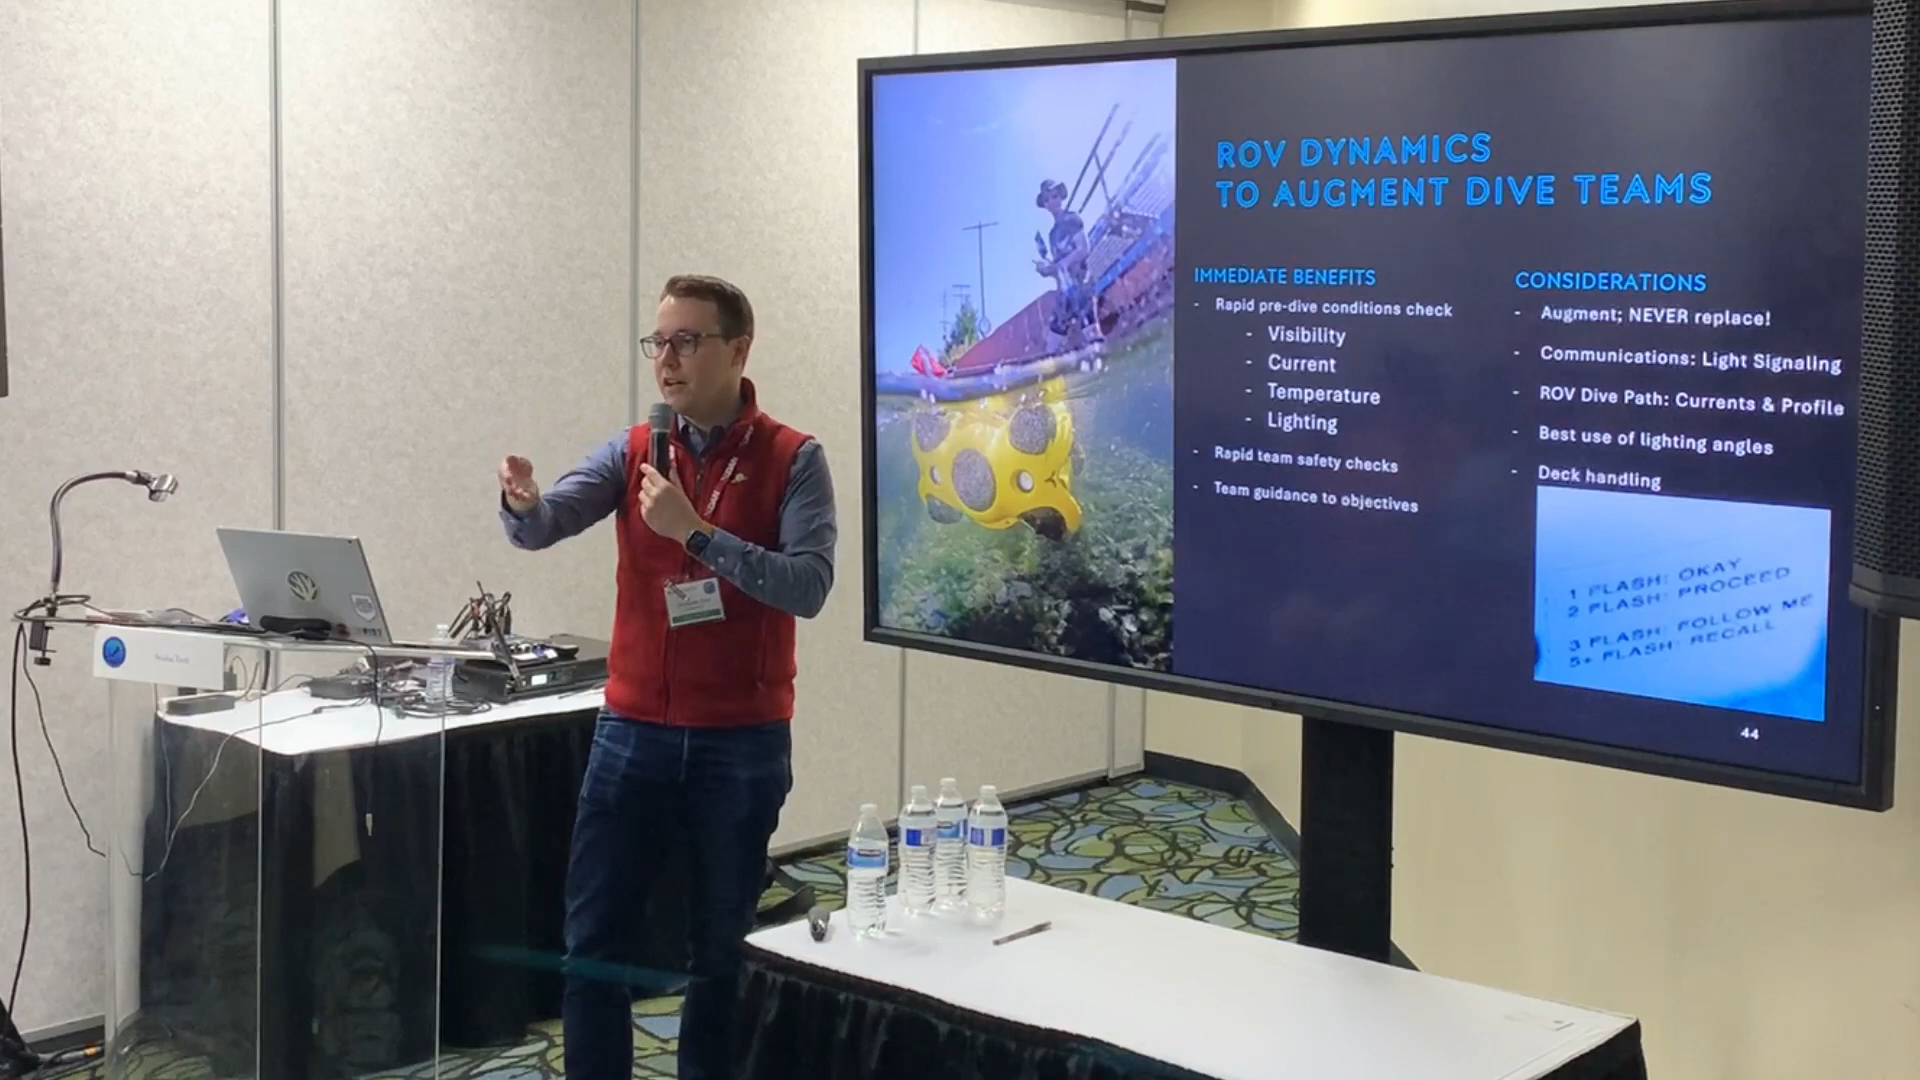 ROV DYNAMICS
TO AUGMENT DIVE TEAMS
IMMEDIATE BENEFITS
- Rapid pre-dive conditions check
- Visibility
- Current
- Temperature
- Lighting
- Rapid team safety checks
- Team guidance to objectives
CONSIDERATIONS
- Augment; NEVER replace!
- Communications: Light Signaling
- ROV Dive Path: Currents & Profile
- Best use of lighting angles
- Deck handling
1 FLASH: OKAY
2 FLASH: PROCEED
3 FLASH: FOLLOW ME
5+ FLASH: RECALL
44
DAN